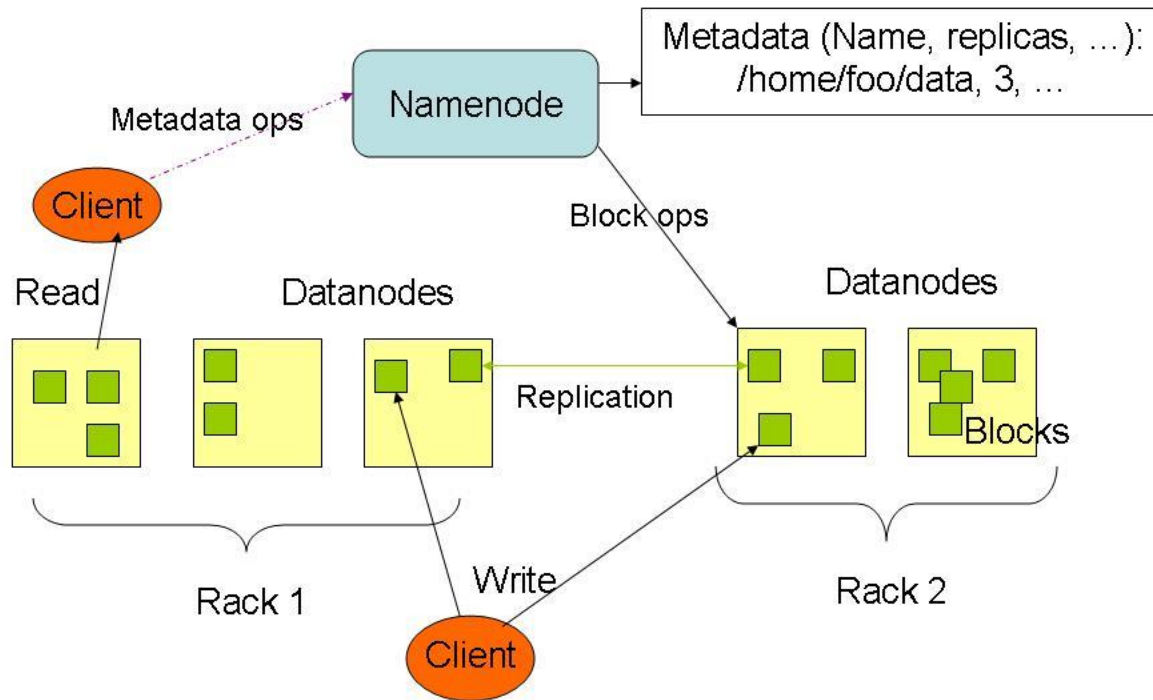 Metadata (Name, replicas, …):
/home/foo/data, 3, …
Namenode
Metadata ops
Client
Block ops
Read
Datanodes
Datanodes
Replication
Blocks
Rack 1
Write
Rack 2
Client